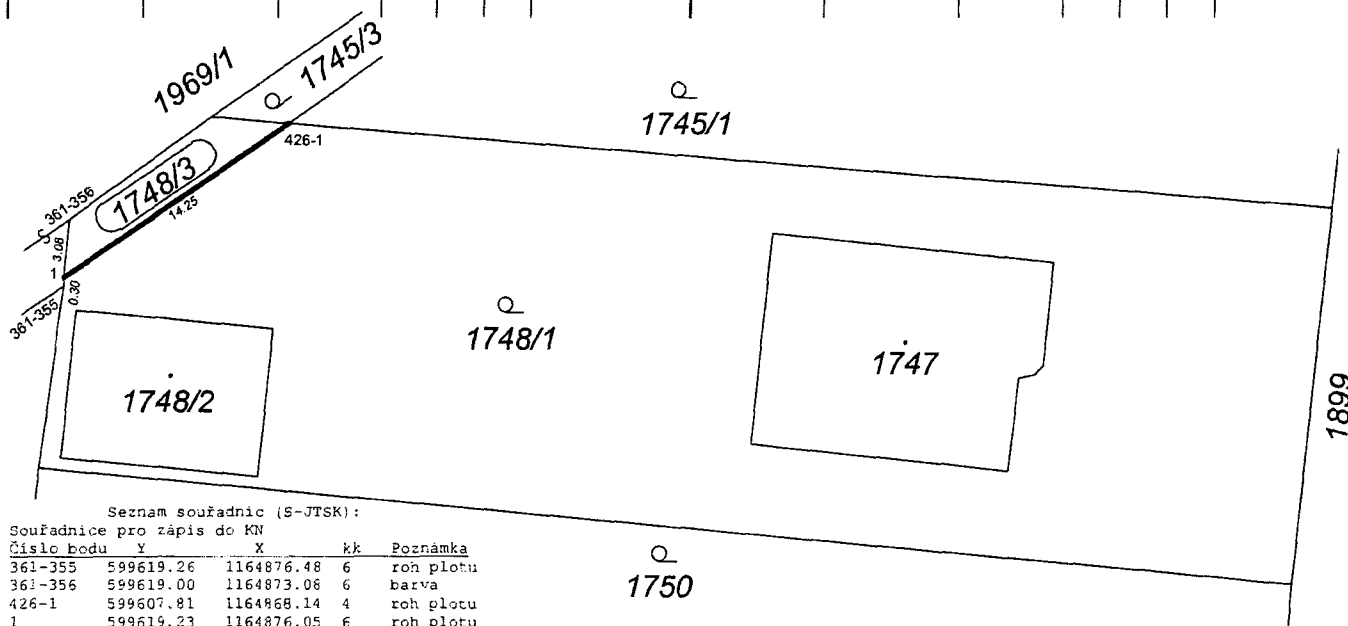 1969/1
1745/3
1745/1
426-1
1748/3
361-356
14.25
3.08
1
0.30
361-355
1748/1
1747
1748/2
1899
1750
Seznam souřadnic (S-JTSK):
Souřadnice pro zápis do KN
Číslo bodu Y X kk Poznámka
361-355 599619.26 1164876.48 6 roh plotu
361-356 599619.00 1164873.08 6 barva
426-1 599607.81 1164868.14 4 roh plotu
1 599619.23 1164876.05 6 roh plotu